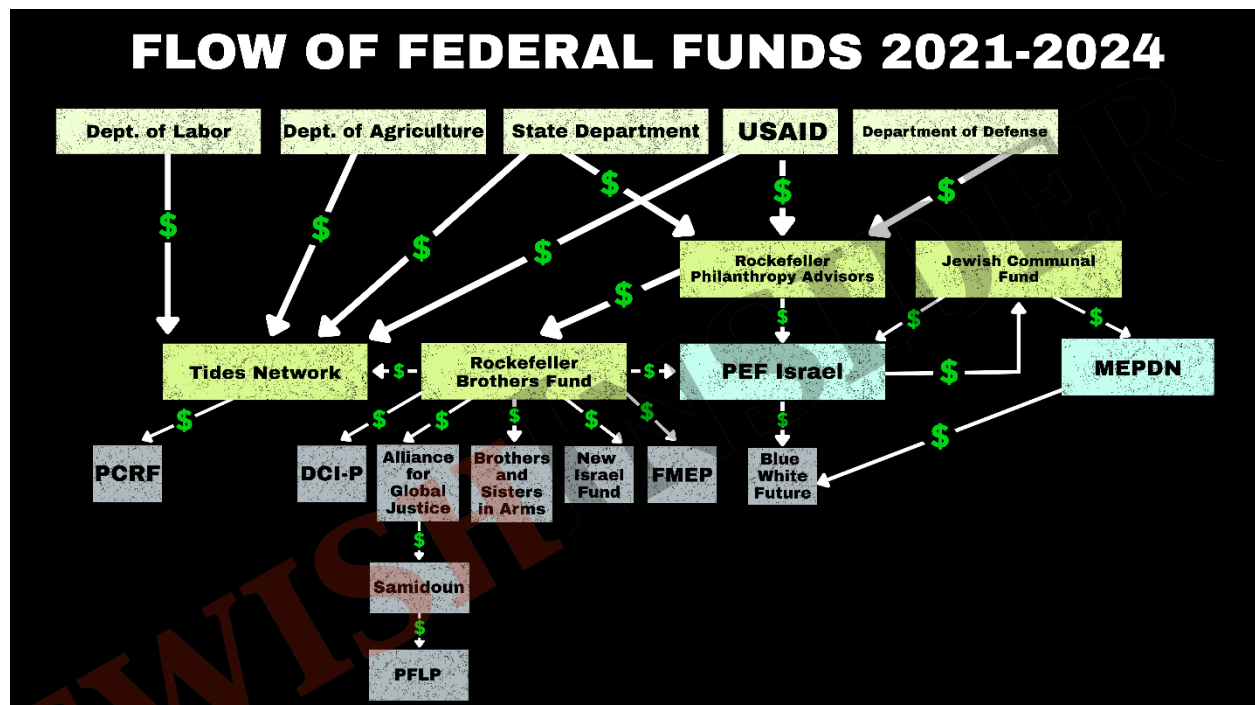 FLOW OF FEDERAL FUNDS 2021-2024
Dept. of Labor
Dept. of Agriculture
State Department
USAID
Department of Defense
$
$
$
$
$
$
$
Rockefeller
Philanthropy Advisors
Jewish Communal
Fund
$
$
$
$
Tides Network
$
Rockefeller
Brothers Fund
$
PEF Israel
$
MEPDN
$
$
$
$
$
$
$
$
PCRF
DCI-P
Alliance
for
Global
Justice
Brothers
and
Sisters
in Arms
New
Israel
Fund
FMEP
Blue
White
Future
$
Samidoun
$
PFLP
EWISH INSIDER